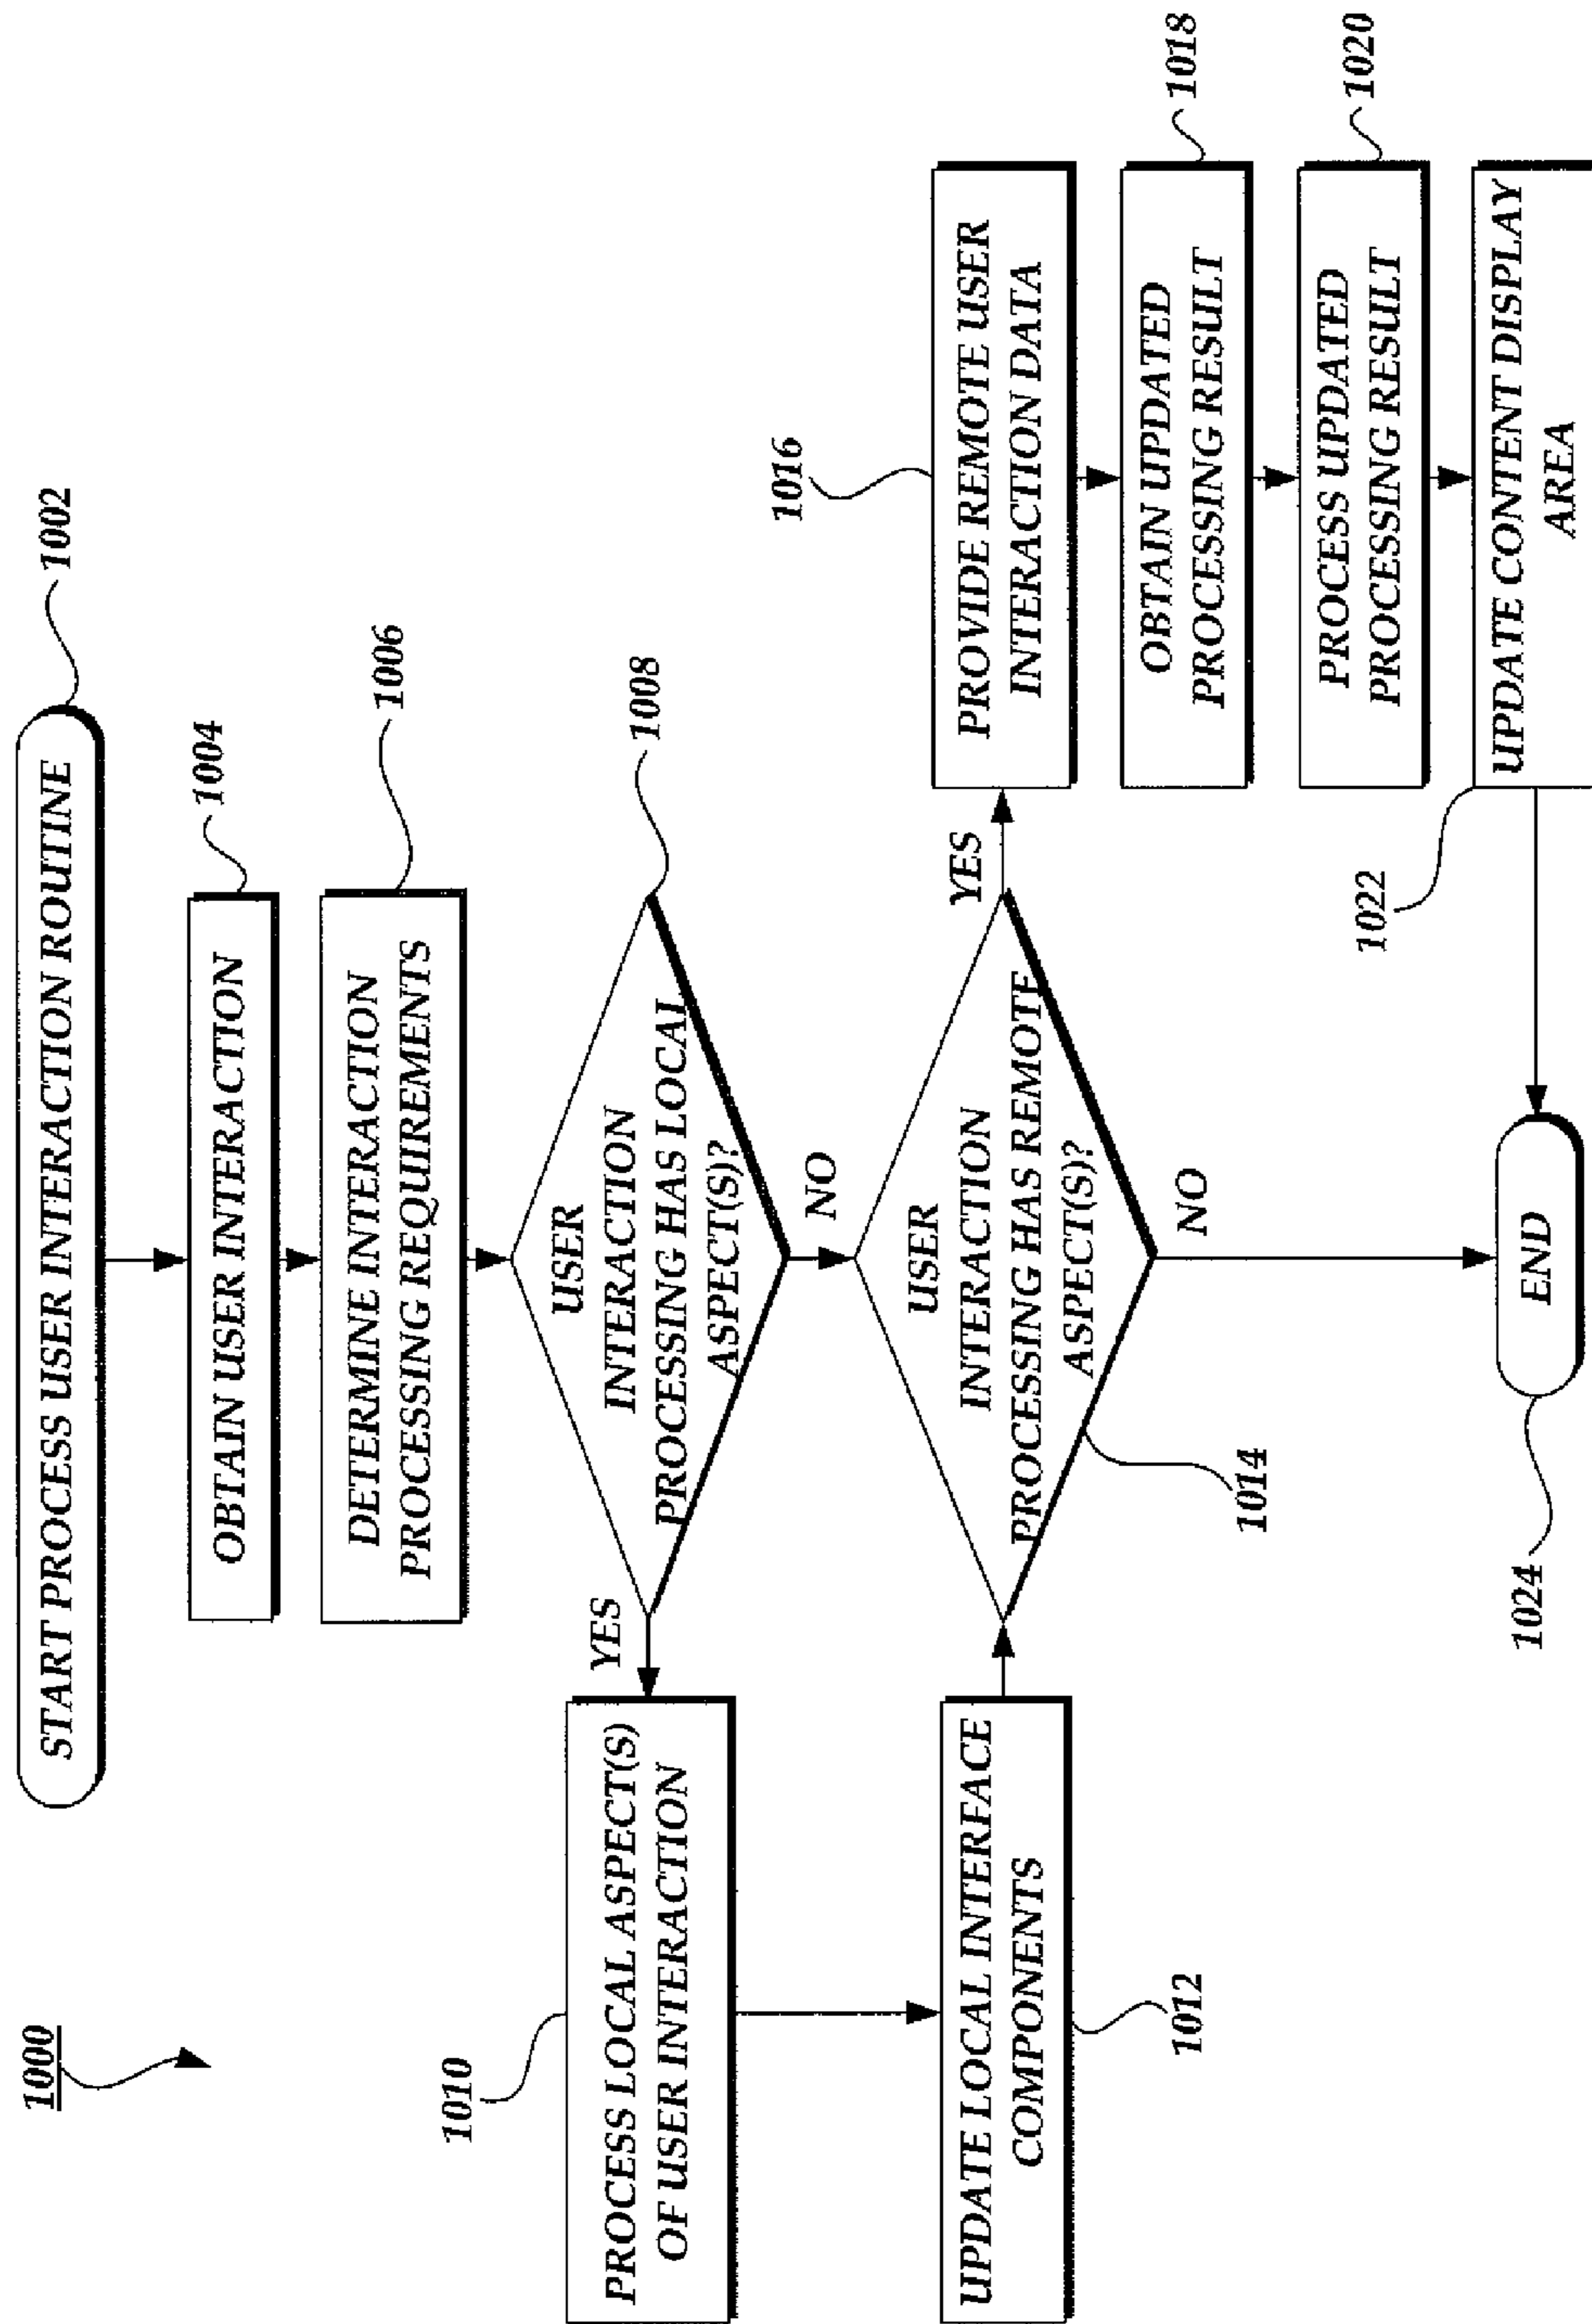 1000
START PROCESS USER INTERACTION ROUTINE
1002
OBTAIN USER INTERACTION
1004
DETERMINE INTERACTION
PROCESSING REQUIREMENTS
1006
USER
INTERACTION
PROCESSING HAS LOCAL
ASPECT(S)?
1008
YES
NO
1010
PROCESS LOCAL ASPECT(S)
OF USER INTERACTION
UPDATE LOCAL INTERFACE
COMPONENTS
1012
USER
INTERACTION
PROCESSING HAS REMOTE
ASPECT(S)?
1014
YES
NO
1016
PROVIDE REMOTE USER
INTERACTION DATA
OBTAIN UPDATED
PROCESSING RESULT
1018
PROCESS UPDATED
PROCESSING RESULT
1020
UPDATE CONTENT DISPLAY
AREA
1022
END
1024